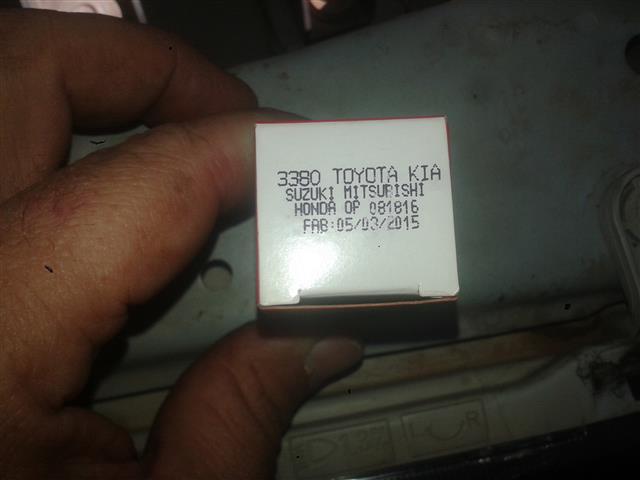 3380 TOYOTA KIA
SUZUKI MITSUBISHI
HONDA OP 081816
FAB:05/03/2015